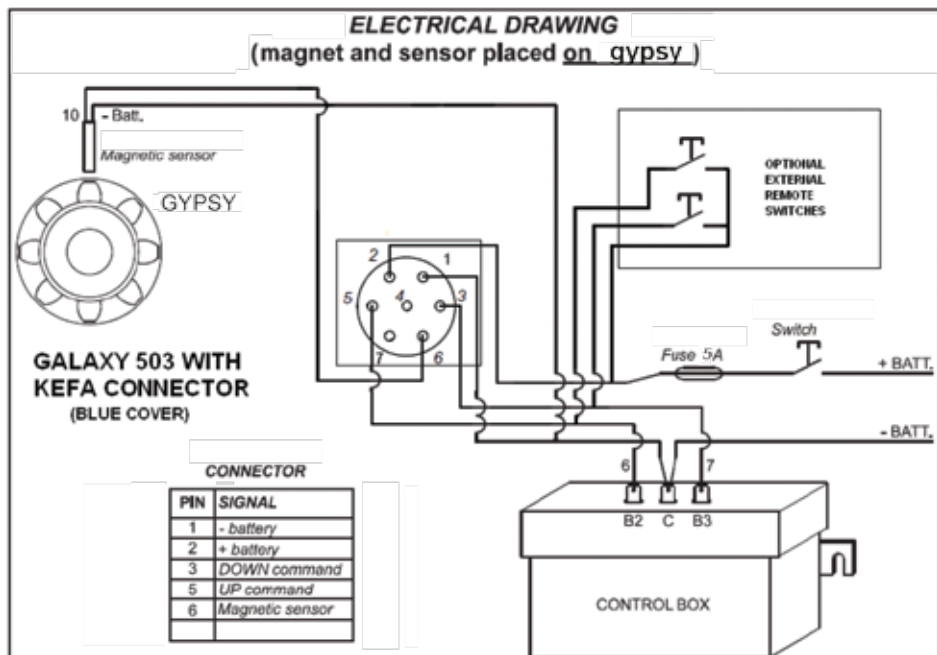 ELECTRICAL DRAWING
(magnet and sensor placed on gypsy)
10
- Batt.
Magnetic sensor
GYPSY
OPTIONAL
EXTERNAL
REMOTE
SWITCHES
2
1
5
4
3
7
6
Switch
Fuse 5A
+ BATT.
- BATT.
GALAXY 503 WITH
KEFA CONNECTOR
(BLUE COVER)
CONNECTOR
PIN SIGNAL
1 - battery
2 + battery
3 DOWN command
5 UP command
6 Magnetic sensor
6
7
B2 C B3
CONTROL BOX